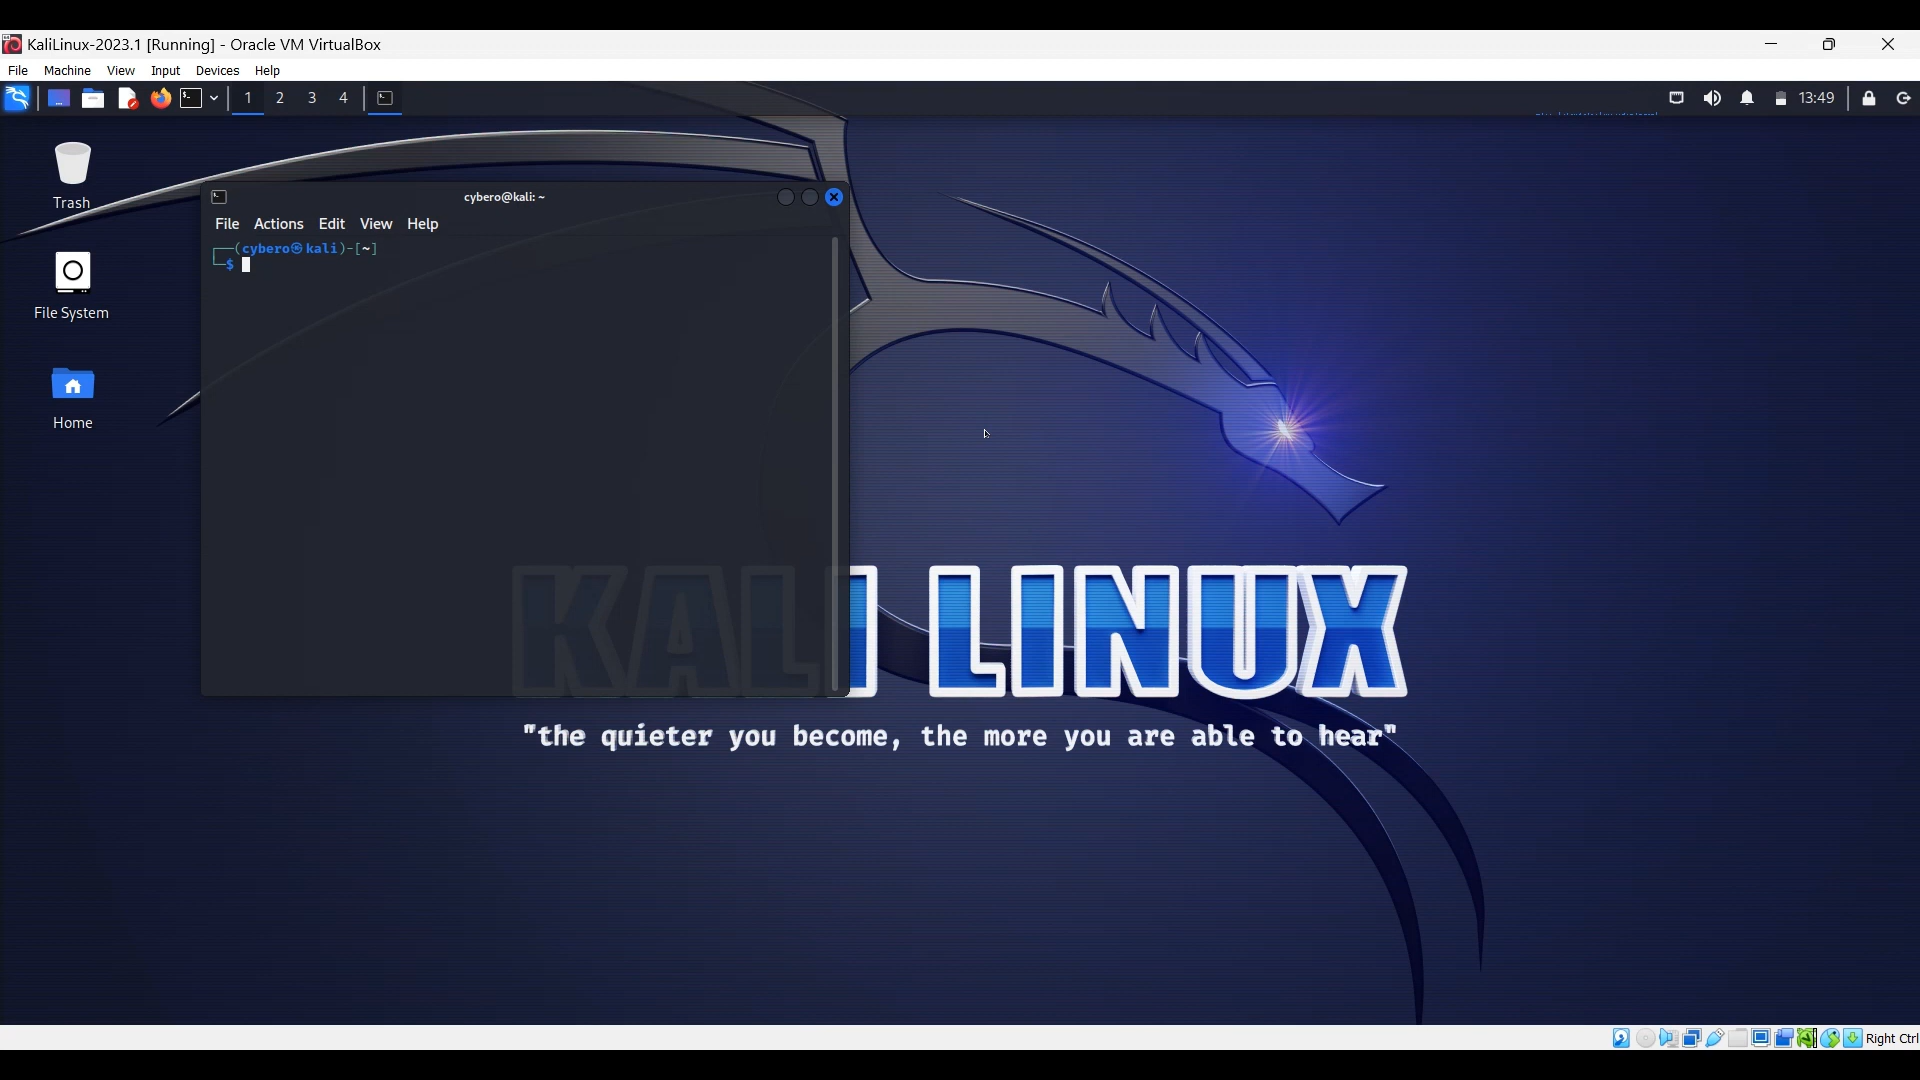 KaliLinux-2023.1 [Running] - Oracle VM VirtualBox
File Machine View Input Devices Help
1 2 3 4 13:49
Trash
File System
Home
cybero@kali: ~
File Actions Edit View Help
(cybero㉿kali)-[~]
$
KALI LINUX
"the quieter you become, the more you are able to hear"
Right Ctrl